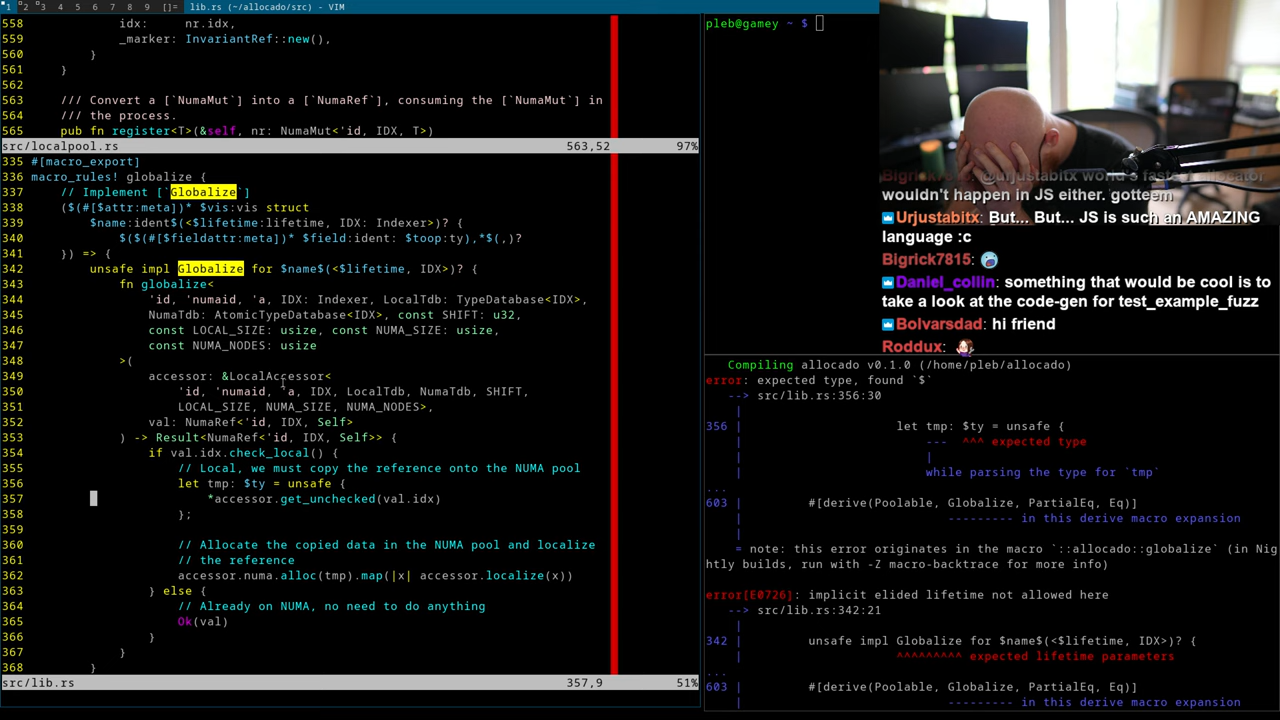 1 2 3 4 5 6 7 8 9 []= lib.rs (~/allocado/src) - VIM
558 idx: nr.idx,
559 _marker: InvariantRef::new(),
560 }
561 }
562
563 /// Convert a [`NumaMut`] into a [`NumaRef`], consuming the [`NumaMut`] in
564 /// the process.
565 pub fn register<T>(&self, nr: NumaMut<'id, IDX, T>)
src/localpool.rs 563,52 97%
335 #[macro_export]
336 macro_rules! globalize {
337 // Implement [`Globalize`]
338 ($(#[$attr:meta])* $vis:vis struct
339 $name:ident$(<$lifetime:lifetime, IDX: Indexer>)? {
340 $($(#[$fieldattr:meta])* $field:ident: $toop:ty),*$(,)?
341 }) => {
342 unsafe impl Globalize for $name$(<$lifetime, IDX>)? {
343 fn globalize<
344 'id, 'numaid, 'a, IDX: Indexer, LocalTdb: TypeDatabase<IDX>,
345 NumaTdb: AtomicTypeDatabase<IDX>, const SHIFT: u32,
346 const LOCAL_SIZE: usize, const NUMA_SIZE: usize,
347 const NUMA_NODES: usize
348 >(
349 accessor: &LocalAccessor<
350 'id, 'numaid, 'a, IDX, LocalTdb, NumaTdb, SHIFT,
351 LOCAL_SIZE, NUMA_SIZE, NUMA_NODES>,
352 val: NumaRef<'id, IDX, Self>
353 ) -> Result<NumaRef<'id, IDX, Self>> {
354 if val.idx.check_local() {
355 // Local, we must copy the reference onto the NUMA pool
356 let tmp: $ty = unsafe {
357 *accessor.get_unchecked(val.idx)
358 };
359
360 // Allocate the copied data in the NUMA pool and localize
361 // the reference
362 accessor.numa.alloc(tmp).map(|x| accessor.localize(x))
363 } else {
364 // Already on NUMA, no need to do anything
365 Ok(val)
366 }
367 }
368 }
src/lib.rs 357,9 51%
pleb@gamey ~ $
Bigrick7815: @urjustabitx world's fastest allocator
wouldn't happen in JS either. gotteem
Urjustabitx: But... But... JS is such an AMAZING
language :c
Bigrick7815:
Daniel_collin: something that would be cool is to
take a look at the code-gen for test_example_fuzz
Bolvarsdad: hi friend
Roddux:
Compiling allocado v0.1.0 (/home/pleb/allocado)
error: expected type, found `$`
--> src/lib.rs:356:30
|
356 | let tmp: $ty = unsafe {
| --- ^^^ expected type
| |
| while parsing the type for `tmp`
...
603 | #[derive(Poolable, Globalize, PartialEq, Eq)]
| --------- in this derive macro expansion
|
= note: this error originates in the macro `::allocado::globalize` (in Nig
htly builds, run with -Z macro-backtrace for more info)
error[E0726]: implicit elided lifetime not allowed here
--> src/lib.rs:342:21
|
342 | unsafe impl Globalize for $name$(<$lifetime, IDX>)? {
| ^^^^^^^^^ expected lifetime parameters
...
603 | #[derive(Poolable, Globalize, PartialEq, Eq)]
| --------- in this derive macro expansion